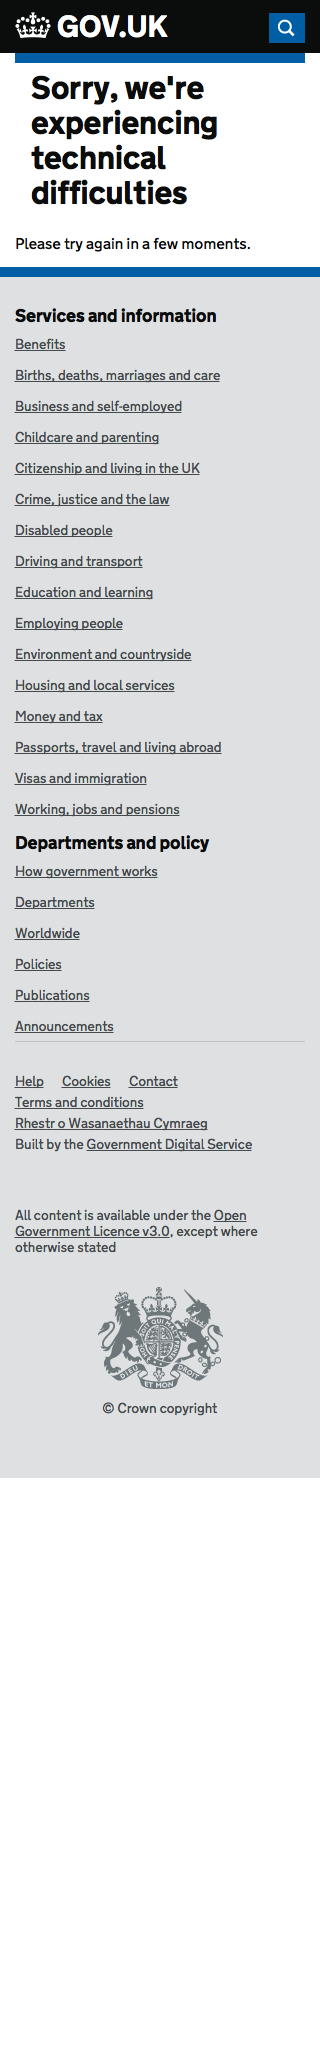 GOV.UK
Sorry, we're
experiencing
technical
difficulties
Please try again in a few moments.
Services and information
Benefits
Births, deaths, marriages and care
Business and self-employed
Childcare and parenting
Citizenship and living in the UK
Crime, justice and the law
Disabled people
Driving and transport
Education and learning
Employing people
Environment and countryside
Housing and local services
Money and tax
Passports, travel and living abroad
Visas and immigration
Working, jobs and pensions
Departments and policy
How government works
Departments
Worldwide
Policies
Publications
Announcements
Help Cookies Contact
Terms and conditions
Rhestr o Wasanaethau Cymraeg
Built by the Government Digital Service
All content is available under the Open
Government Licence v3.0, except where
otherwise stated
DIEU ET MON DROIT
© Crown copyright